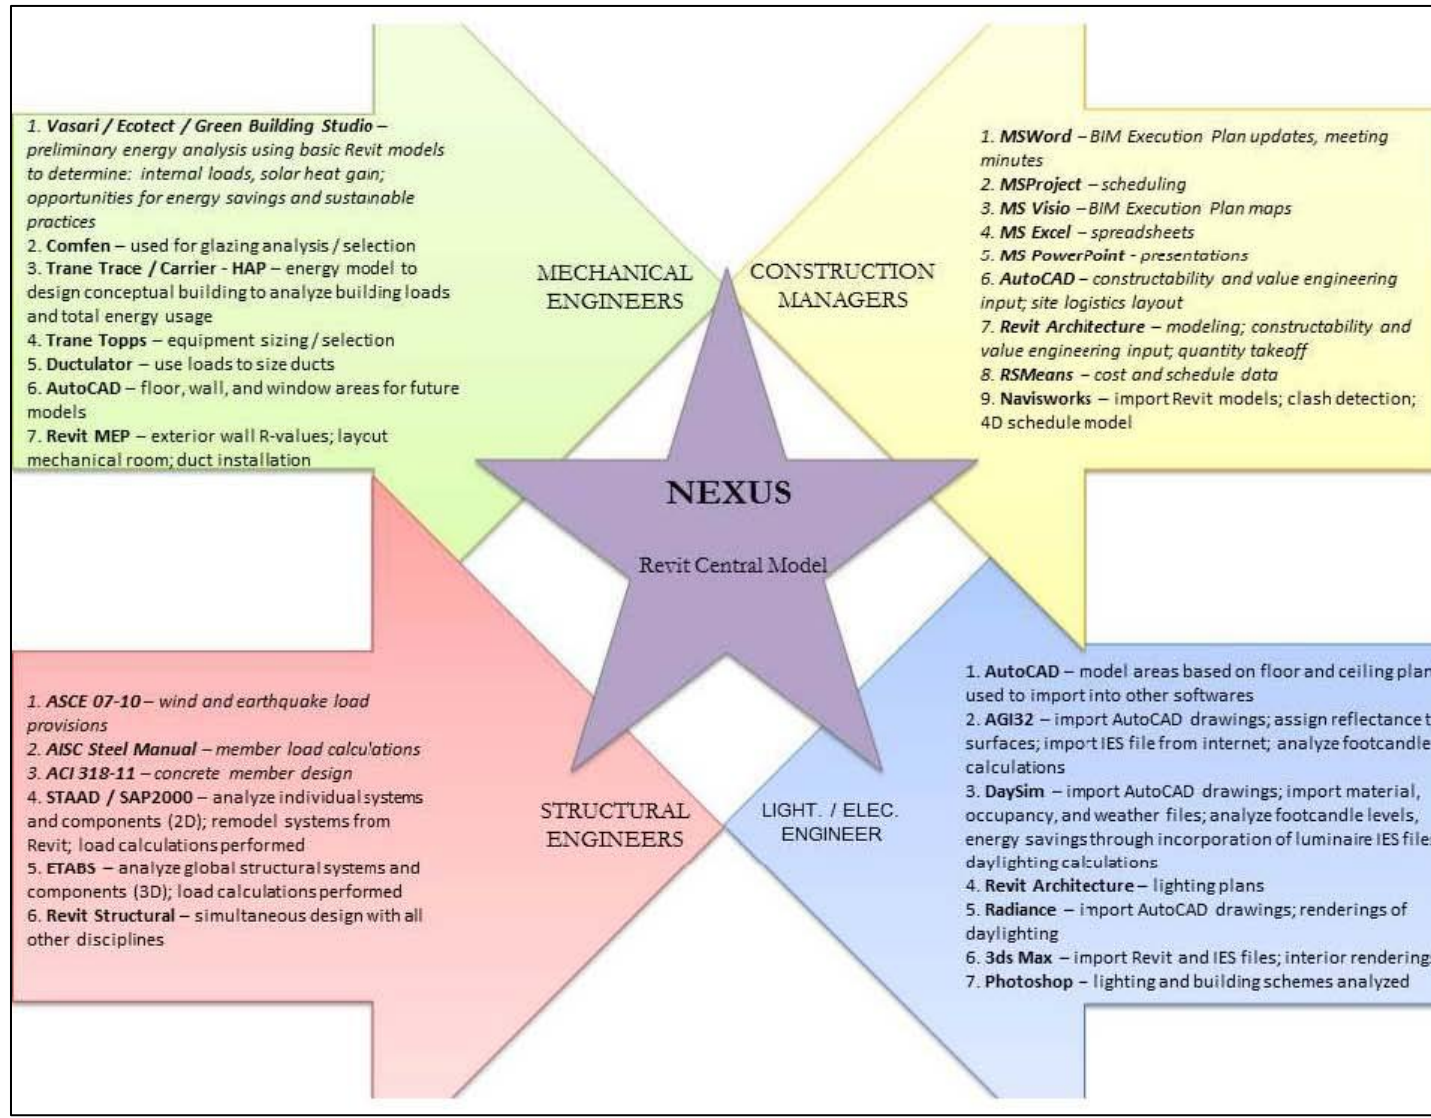 1. Vasari / Ecotect / Green Building Studio –
preliminary energy analysis using basic Revit models
to determine: internal loads, solar heat gain;
opportunities for energy savings and sustainable
practices
2. Comfen – used for glazing analysis / selection
3. Trane Trace / Carrier - HAP – energy model to
design conceptual building to analyze building loads
and total energy usage
4. Trane Topps – equipment sizing / selection
5. Ductulator – use loads to size ducts
6. AutoCAD – floor, wall, and window areas for future
models
7. Revit MEP – exterior wall R-values; layout
mechanical room; duct installation
MECHANICAL
ENGINEERS
CONSTRUCTION
MANAGERS
1. MSWord – BIM Execution Plan updates, meeting
minutes
2. MSProject – scheduling
3. MS Visio – BIM Execution Plan maps
4. MS Excel – spreadsheets
5. MS PowerPoint - presentations
6. AutoCAD – constructability and value engineering
input; site logistics layout
7. Revit Architecture – modeling; constructability and
value engineering input; quantity takeoff
8. RSMeans – cost and schedule data
9. Navisworks – import Revit models; clash detection;
4D schedule model
NEXUS
Revit Central Model
1. ASCE 07-10 – wind and earthquake load
provisions
2. AISC Steel Manual – member load calculations
3. ACI 318-11 – concrete member design
4. STAAD / SAP2000 – analyze individual systems
and components (2D); remodel systems from
Revit; load calculations performed
5. ETABS – analyze global structural systems and
components (3D); load calculations performed
6. Revit Structural – simultaneous design with all
other disciplines
STRUCTURAL
ENGINEERS
LIGHT. / ELEC.
ENGINEER
1. AutoCAD – model areas based on floor and ceiling plan
used to import into other softwares
2. AGI32 – import AutoCAD drawings; assign reflectance t
surfaces; import IES file from internet; analyze footcandle
calculations
3. DaySim – import AutoCAD drawings; import material,
occupancy, and weather files; analyze footcandle levels,
energy savings through incorporation of luminaire IES files
daylighting calculations
4. Revit Architecture – lighting plans
5. Radiance – import AutoCAD drawings; renderings of
daylighting
6. 3ds Max – import Revit and IES files; interior renderings
7. Photoshop – lighting and building schemes analyzed